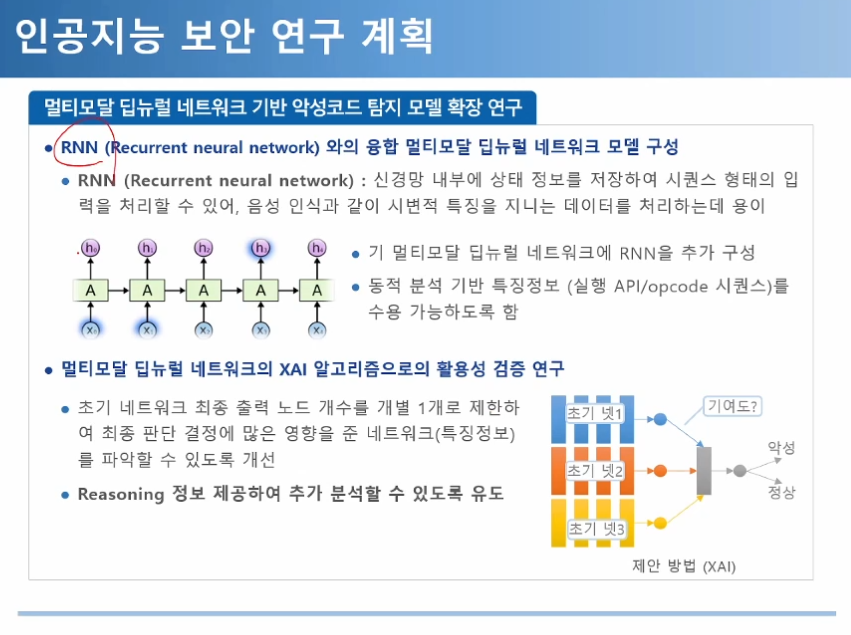 인공지능 보안 연구 계획
멀티모달 딥뉴럴 네트워크 기반 악성코드 탐지 모델 확장 연구
RNN (Recurrent neural network) 와의 융합 멀티모달 딥뉴럴 네트워크 모델 구성
RNN (Recurrent neural network) : 신경망 내부에 상태 정보를 저장하여 시퀀스 형태의 입
력을 처리할 수 있어, 음성 인식과 같이 시변적 특징을 지니는 데이터를 처리하는데 용이
h₀ h₁ h₂ h₃ h₄
A A A A A
기 멀티모달 딥뉴럴 네트워크에 RNN을 추가 구성
동적 분석 기반 특징정보 (실행 API/opcode 시퀀스)를
수용 가능하도록 함
멀티모달 딥뉴럴 네트워크의 XAI 알고리즘으로의 활용성 검증 연구
초기 네트워크 최종 출력 노드 개수를 개별 1개로 제한하
여 최종 판단 결정에 많은 영향을 준 네트워크(특징정보)
를 파악할 수 있도록 개선
Reasoning 정보 제공하여 추가 분석할 수 있도록 유도
초기 넷1
기여도?
초기 넷2
악성
정상
초기 넷3
제안 방법 (XAI)